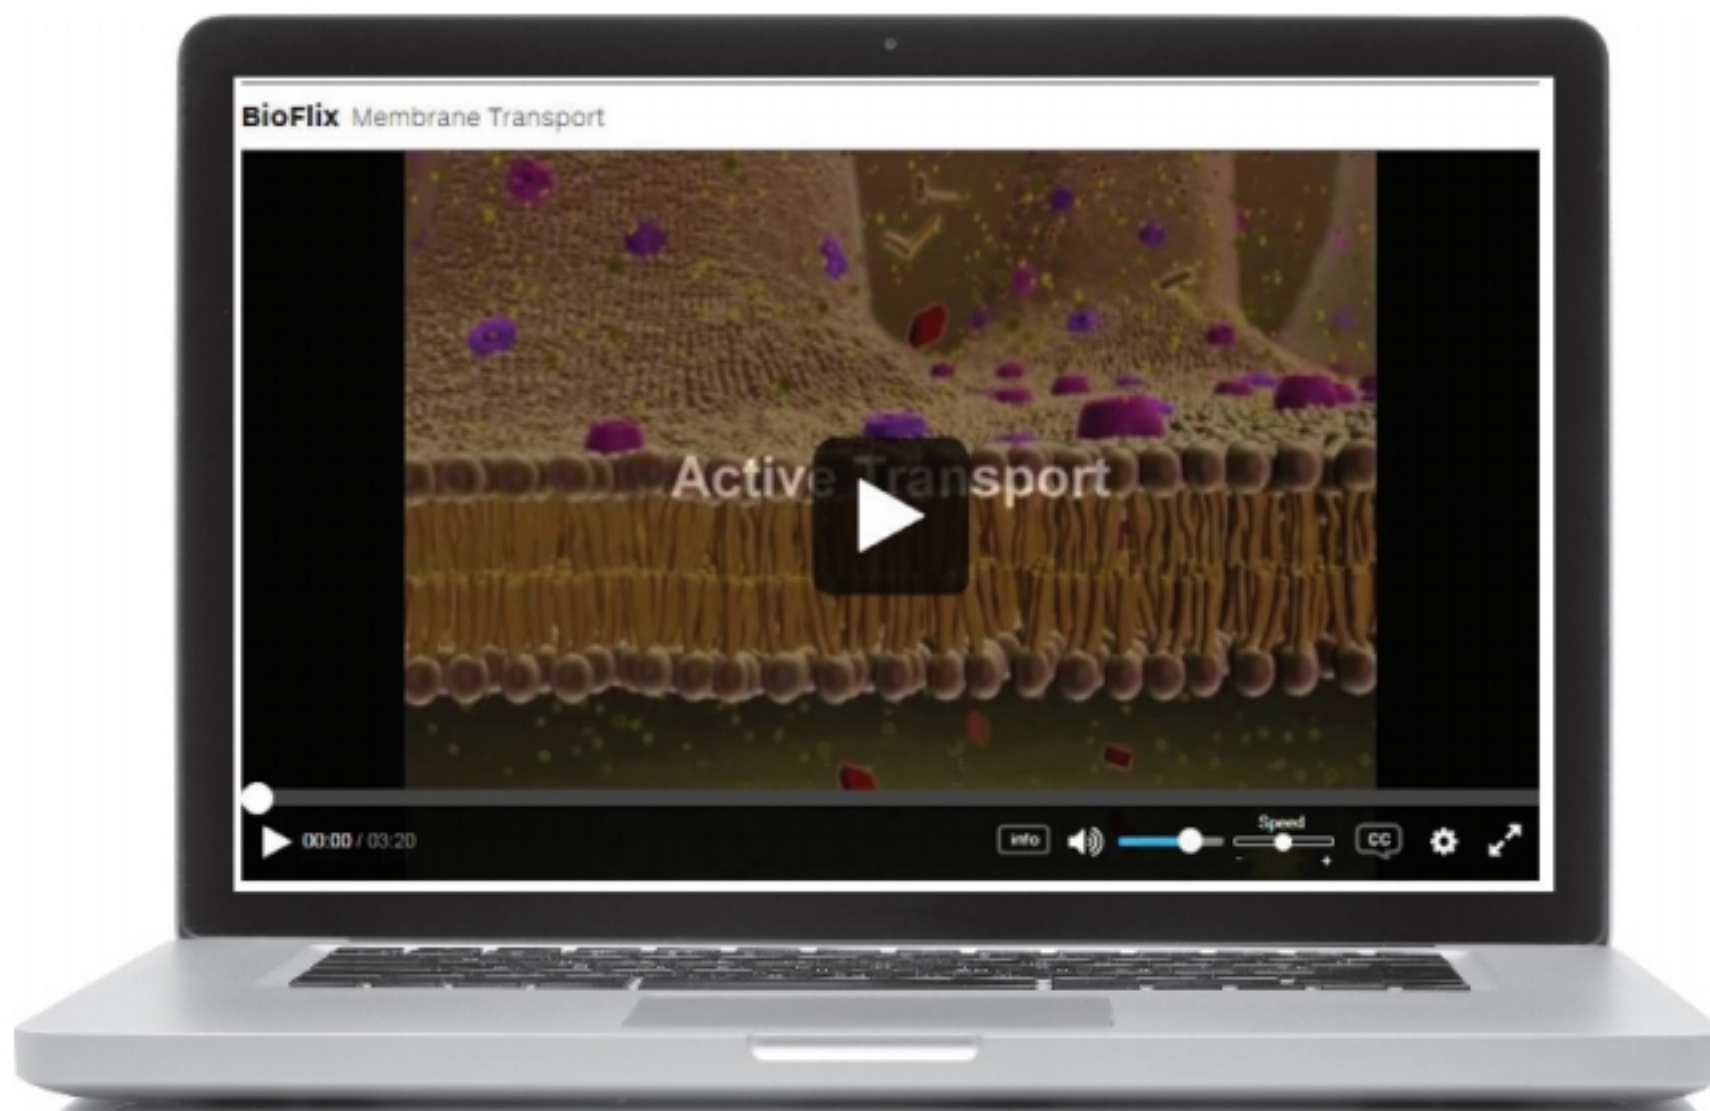 BioFlix Membrane Transport
Active Transport
00:00 / 03:20
info
Speed
- +
CC